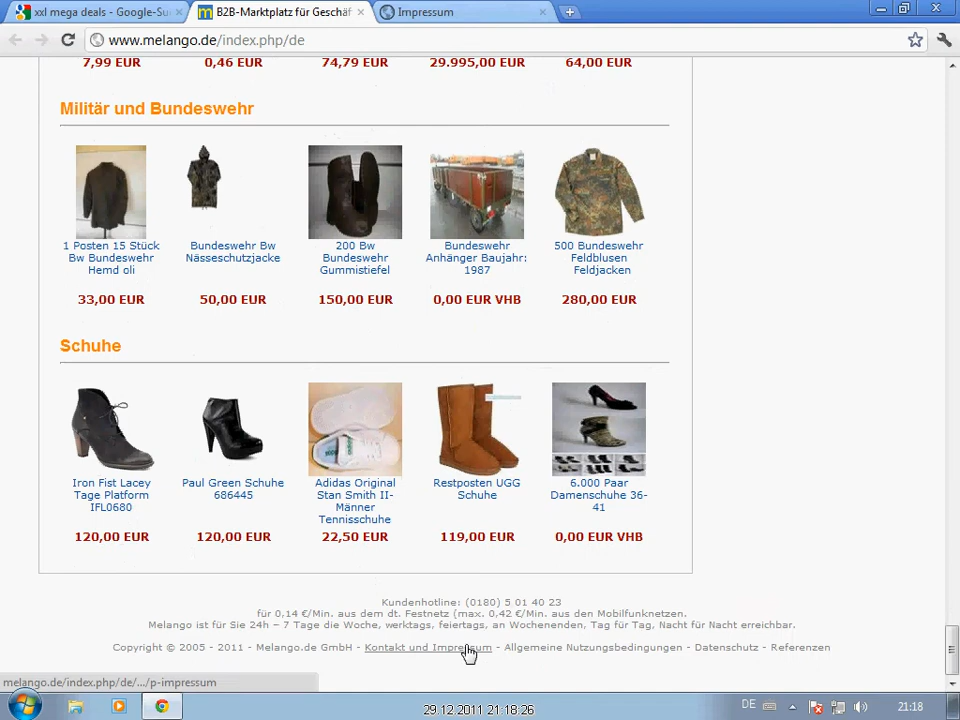 xxl mega deals - Google-Su
B2B-Marktplatz für Geschäf
Impressum
www.melango.de/index.php/de
7,99 EUR 0,46 EUR 74,79 EUR 29.995,00 EUR 64,00 EUR
Militär und Bundeswehr
1 Posten 15 Stück Bw Bundeswehr Hemd oli
Bundeswehr Bw Nässeschutzjacke
200 Bw Bundeswehr Gummistiefel
Bundeswehr Anhänger Baujahr: 1987
500 Bundeswehr Feldblusen Feldjacken
33,00 EUR 50,00 EUR 150,00 EUR 0,00 EUR VHB 280,00 EUR
Schuhe
Iron Fist Lacey Tage Platform IFL0680
Paul Green Schuhe 686445
Adidas Original Stan Smith II- Männer Tennisschuhe
Restposten UGG Schuhe
6.000 Paar Damenschuhe 36- 41
120,00 EUR 120,00 EUR 22,50 EUR 119,00 EUR 0,00 EUR VHB
Kundenhotline: (0180) 5 01 40 23
für 0,14 €/Min. aus dem dt. Festnetz (max. 0,42 €/Min. aus den Mobilfunknetzen.
Melango ist für Sie 24h – 7 Tage die Woche, werktags, feiertags, an Wochenenden, Tag für Tag, Nacht für Nacht erreichbar.
Copyright © 2005 - 2011 - Melango.de GmbH - Kontakt und Impressum - Allgemeine Nutzungsbedingungen - Datenschutz - Referenzen
melango.de/index.php/de/.../p-impressum
29.12.2011 21:18:26
DE
21:18